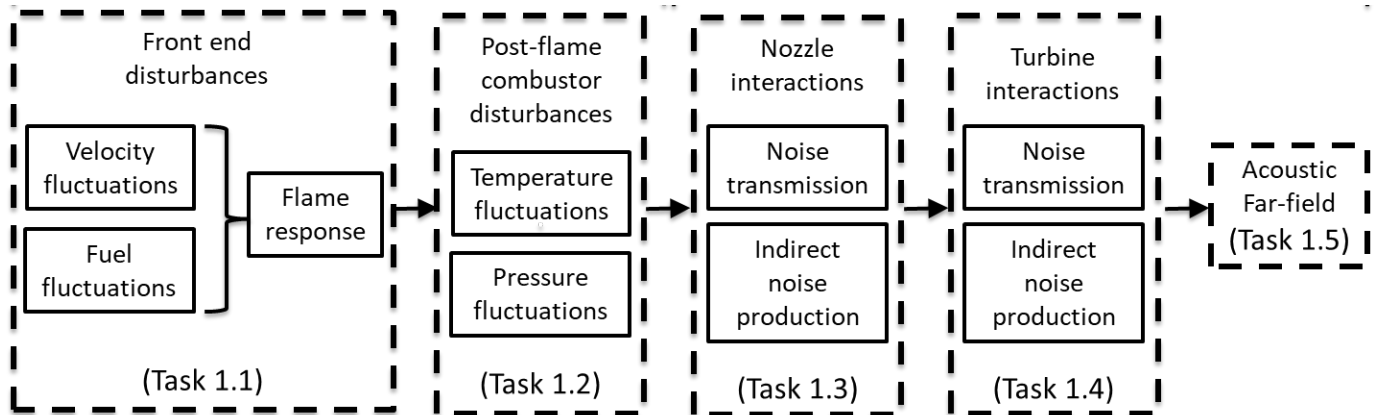 Front end
disturbances
Velocity
fluctuations
Fuel
fluctuations
Flame
response
(Task 1.1)
Post-flame
combustor
disturbances
Temperature
fluctuations
Pressure
fluctuations
(Task 1.2)
Nozzle
interactions
Noise
transmission
Indirect
noise
production
(Task 1.3)
Turbine
interactions
Noise
transmission
Indirect
noise
production
(Task 1.4)
Acoustic
Far-field
(Task 1.5)